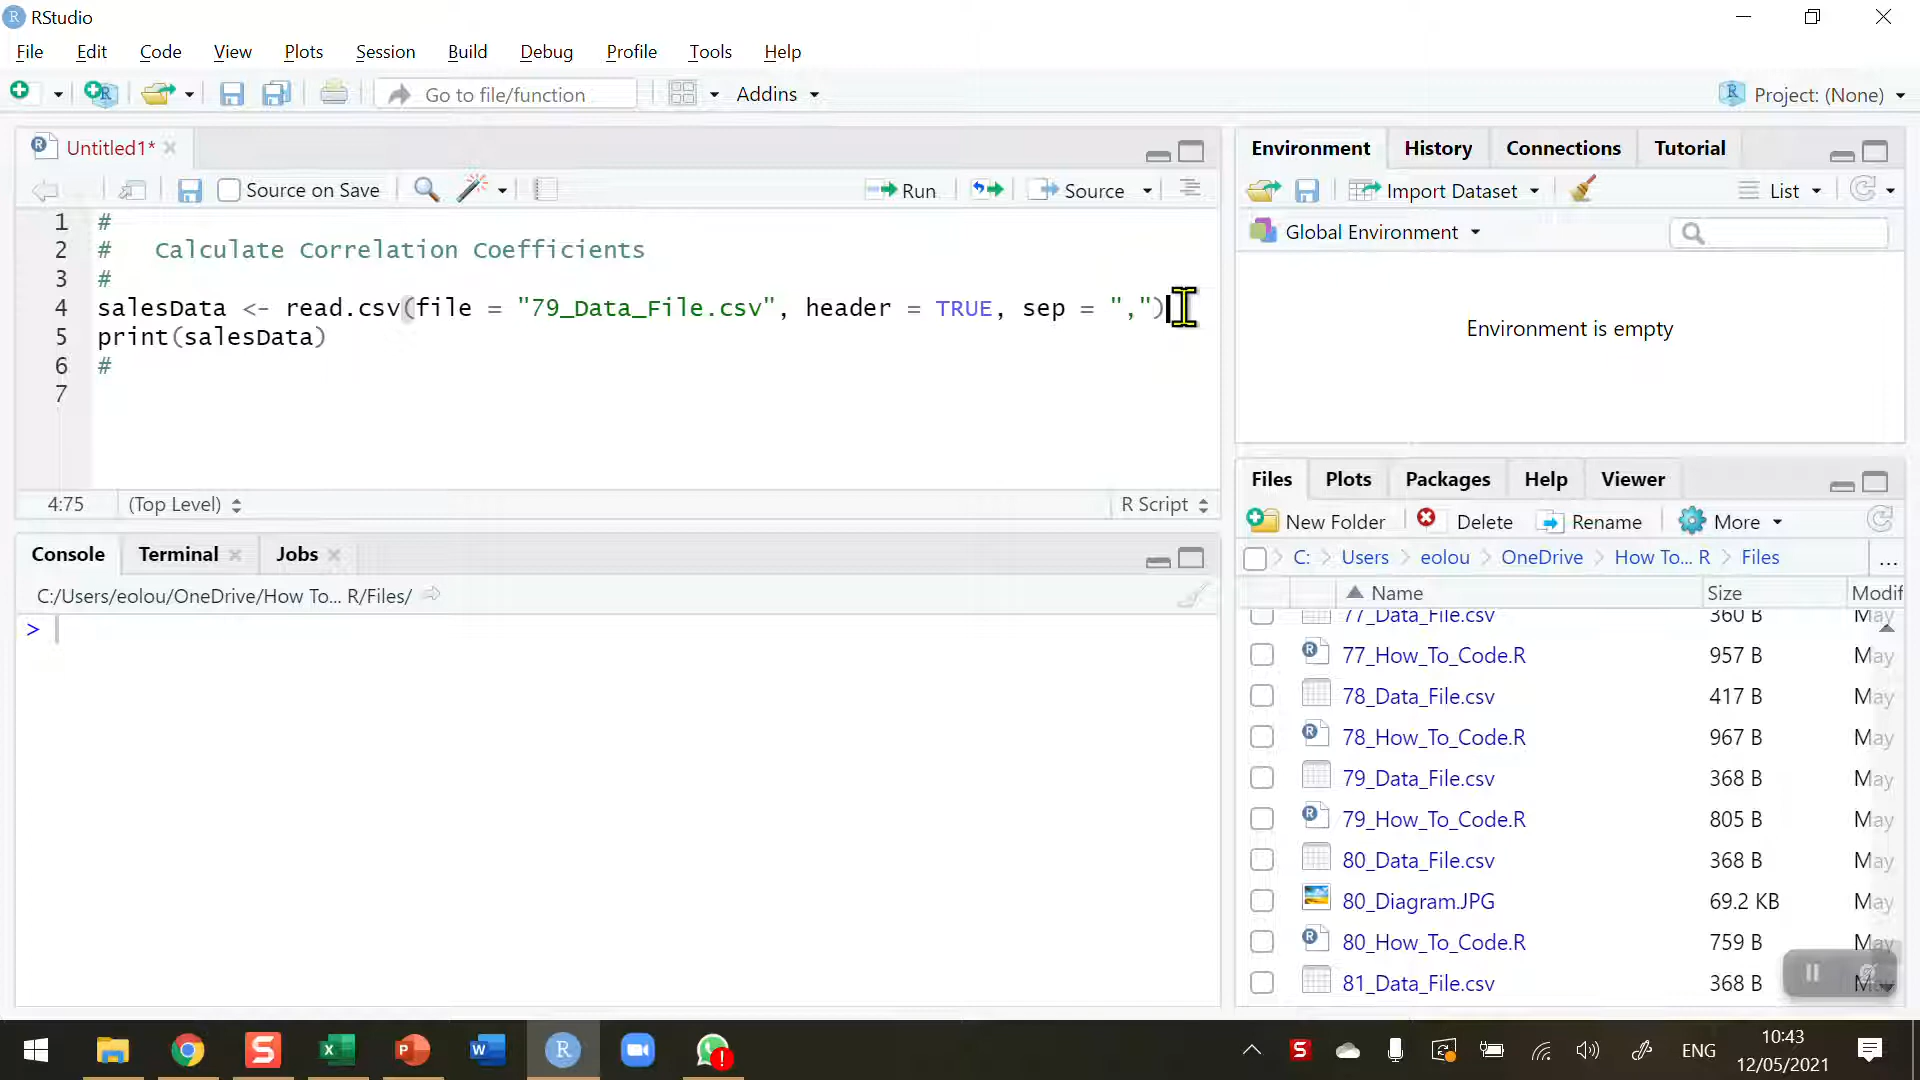 RStudio
File Edit Code View Plots Session Build Debug Profile Tools Help
Go to file/function Addins Project: (None)
Untitled1*
Source on Save Run Source
1 #
2 #   Calculate Correlation Coefficients
3 #
4 salesData <- read.csv(file = "79_Data_File.csv", header = TRUE, sep = ",")
5 print(salesData)
6 #
7
4:75 (Top Level) R Script
Console Terminal Jobs
C:/Users/eolou/OneDrive/How To... R/Files/
>
Environment History Connections Tutorial
Import Dataset List
Global Environment
Environment is empty
Files Plots Packages Help Viewer
New Folder Delete Rename More
C: Users eolou OneDrive How To... R Files ...
Name Size Modif
77_Data_File.csv 360 B May
77_How_To_Code.R 957 B May
78_Data_File.csv 417 B May
78_How_To_Code.R 967 B May
79_Data_File.csv 368 B May
79_How_To_Code.R 805 B May
80_Data_File.csv 368 B May
80_Diagram.JPG 69.2 KB May
80_How_To_Code.R 759 B May
81_Data_File.csv 368 B
ENG
10:43
12/05/2021